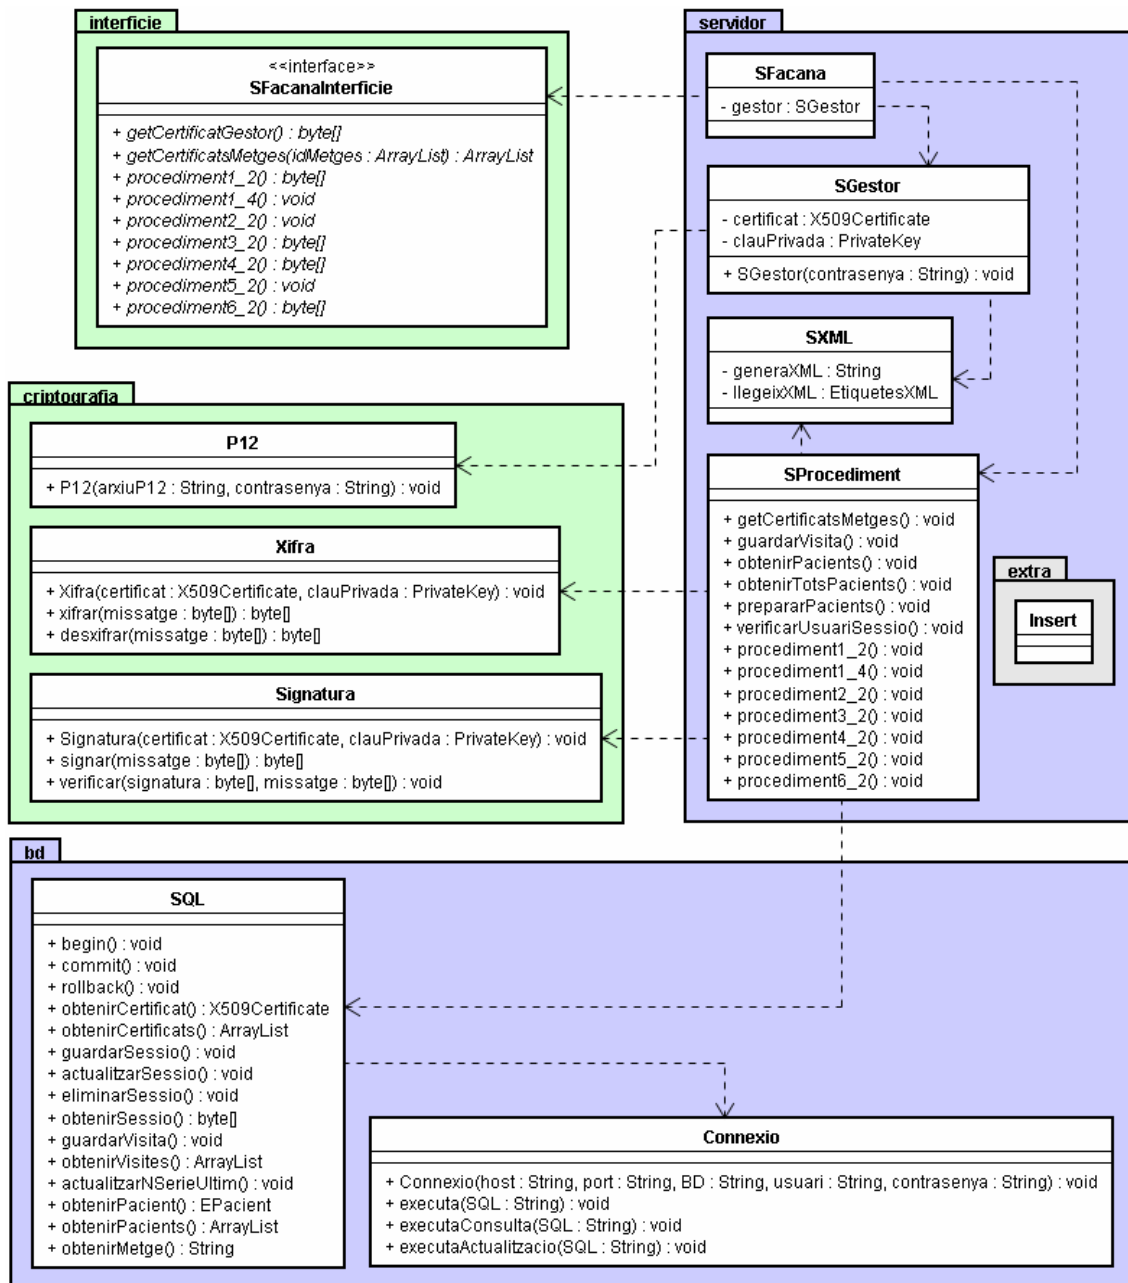 interficie
<<interface>>
SFacanaInterficie
+ getCertificatGestor() : byte[]
+ getCertificatsMetges(idMetges : ArrayList) : ArrayList
+ procediment1_2() : byte[]
+ procediment1_4() : void
+ procediment2_2() : void
+ procediment3_2() : byte[]
+ procediment4_2() : byte[]
+ procediment5_2() : void
+ procediment6_2() : byte[]
servidor
SFacana
- gestor : SGestor
SGestor
- certificat : X509Certificate
- clauPrivada : PrivateKey
+ SGestor(contrasenya : String) : void
SXML
- generaXML : String
- llegeixXML : EtiquetesXML
SProcediment
+ getCertificatsMetges() : void
+ guardarVisita() : void
+ obtenirPacients() : void
+ obtenirTotsPacients() : void
+ prepararPacients() : void
+ verificarUsuariSessio() : void
+ procediment1_2() : void
+ procediment1_4() : void
+ procediment2_2() : void
+ procediment3_2() : void
+ procediment4_2() : void
+ procediment5_2() : void
+ procediment6_2() : void
extra
Insert
criptografia
P12
+ P12(arxiuP12 : String, contrasenya : String) : void
Xifra
+ Xifra(certificat : X509Certificate, clauPrivada : PrivateKey) : void
+ xifrar(missatge : byte[]) : byte[]
+ desxifrar(missatge : byte[]) : byte[]
Signatura
+ Signatura(certificat : X509Certificate, clauPrivada : PrivateKey) : void
+ signar(missatge : byte[]) : byte[]
+ verificar(signatura : byte[], missatge : byte[]) : void
bd
SQL
+ begin() : void
+ commit() : void
+ rollback() : void
+ obtenirCertificat() : X509Certificate
+ obtenirCertificats() : ArrayList
+ guardarSessio() : void
+ actualitzarSessio() : void
+ eliminarSessio() : void
+ obtenirSessio() : byte[]
+ guardarVisita() : void
+ obtenirVisites() : ArrayList
+ actualitzarNSerieUltim() : void
+ obtenirPacient() : EPacient
+ obtenirPacients() : ArrayList
+ obtenirMetge() : String
Connexio
+ Connexio(host : String, port : String, BD : String, usuari : String, contrasenya : String) : void
+ executa(SQL : String) : void
+ executaConsulta(SQL : String) : void
+ executaActualitzacio(SQL : String) : void